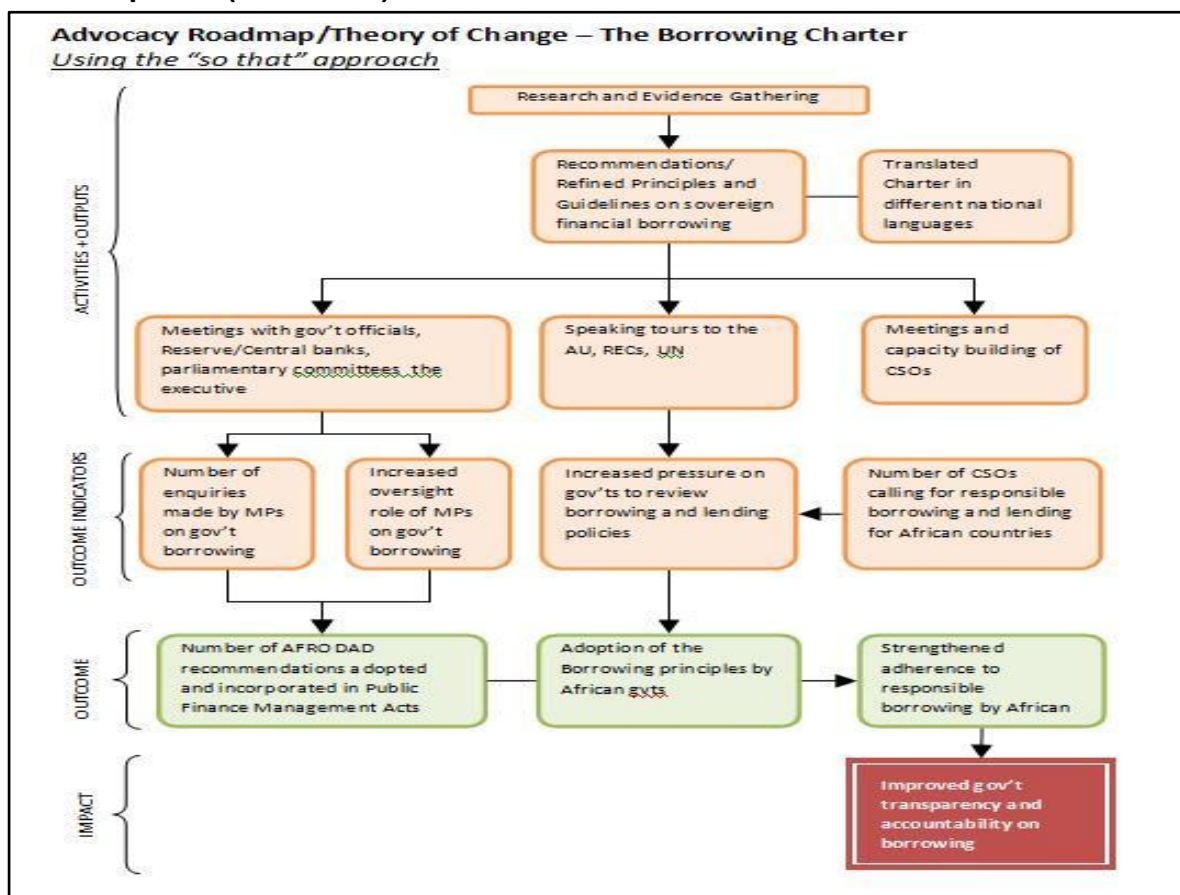 Advocacy Roadmap/Theory of Change – The Borrowing Charter
Using the “so that” approach
ACTIVITIES + OUTPUTS
Research and Evidence Gathering
Recommendations/
Refined Principles and
Guidelines on sovereign
financial borrowing
Translated
Charter in
different national
languages
Meetings with gov’t officials,
Reserve/Central banks,
parliamentary committees the
executive
Speaking tours to the
AU, RECs, UN
Meetings and
capacity building of
CSOs
OUTCOME INDICATORS
Number of
enquiries
made by MPs
on gov’t
borrowing
Increased
oversight
role of MPs
on gov’t
borrowing
Increased pressure on
gov’ts to review
borrowing and lending
policies
Number of CSOs
calling for responsible
borrowing and lending
for African countries
OUTCOME
Number of AFRODAD
recommendations adopted
and incorporated in Public
Finance Management Acts
Adoption of the
Borrowing principles by
African gvts
Strengthened
adherence to
responsible
borrowing by African
IMPACT
Improved gov’t
transparency and
accountability on
borrowing